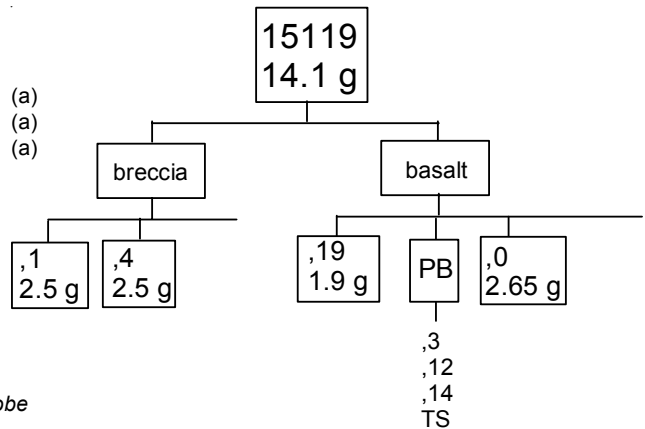 15119
14.1 g
(a)
(a)
(a)
breccia
basalt
,1
2.5 g
,4
2.5 g
,19
1.9 g
PB
,0
2.65 g
,3
,12
,14
TS